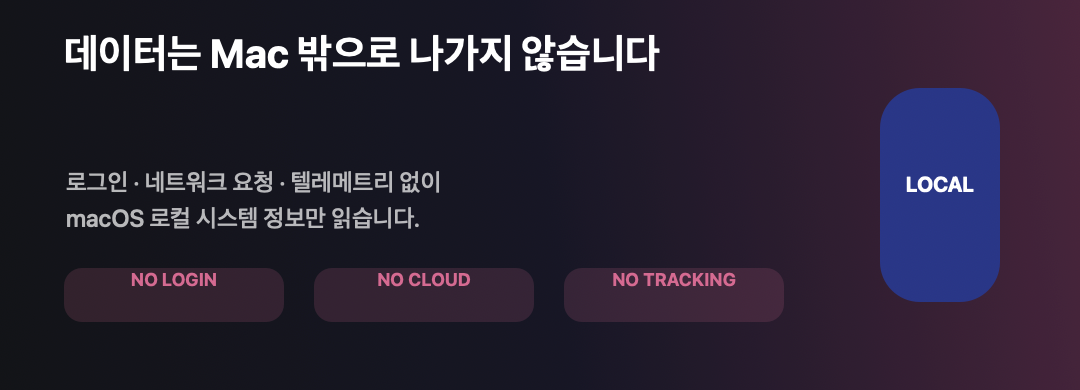 데이터는 Mac 밖으로 나가지 않습니다
로그인 · 네트워크 요청 · 텔레메트리 없이
macOS 로컬 시스템 정보만 읽습니다.
NO LOGIN
NO CLOUD
NO TRACKING
LOCAL